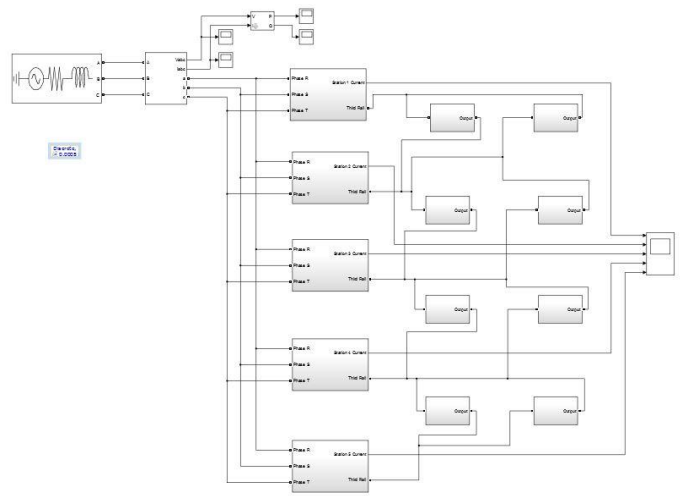 A
B
C
A
B
C
Vabc
Iabc
a
b
c
V
I
P
Q
Discrete,
Phase R
Phase S
Phase T
Station 1 Current
Third Rail
Output
Output
Phase R
Phase S
Phase T
Station 2 Current
Third Rail
Output
Output
Phase R
Phase S
Phase T
Station 3 Current
Third Rail
Output
Output
Phase R
Phase S
Phase T
Station 4 Current
Third Rail
Output
Output
Phase R
Phase S
Phase T
Station 5 Current
Third Rail